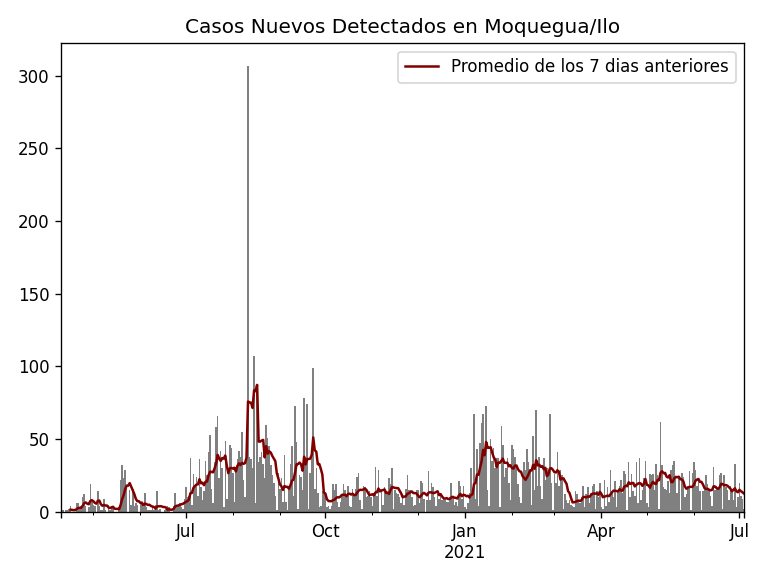 Casos Nuevos Detectados en Moquegua/Ilo
Promedio de los 7 dias anteriores
300
250
200
150
100
50
0
Jul
Oct
Jan
2021
Apr
Jul